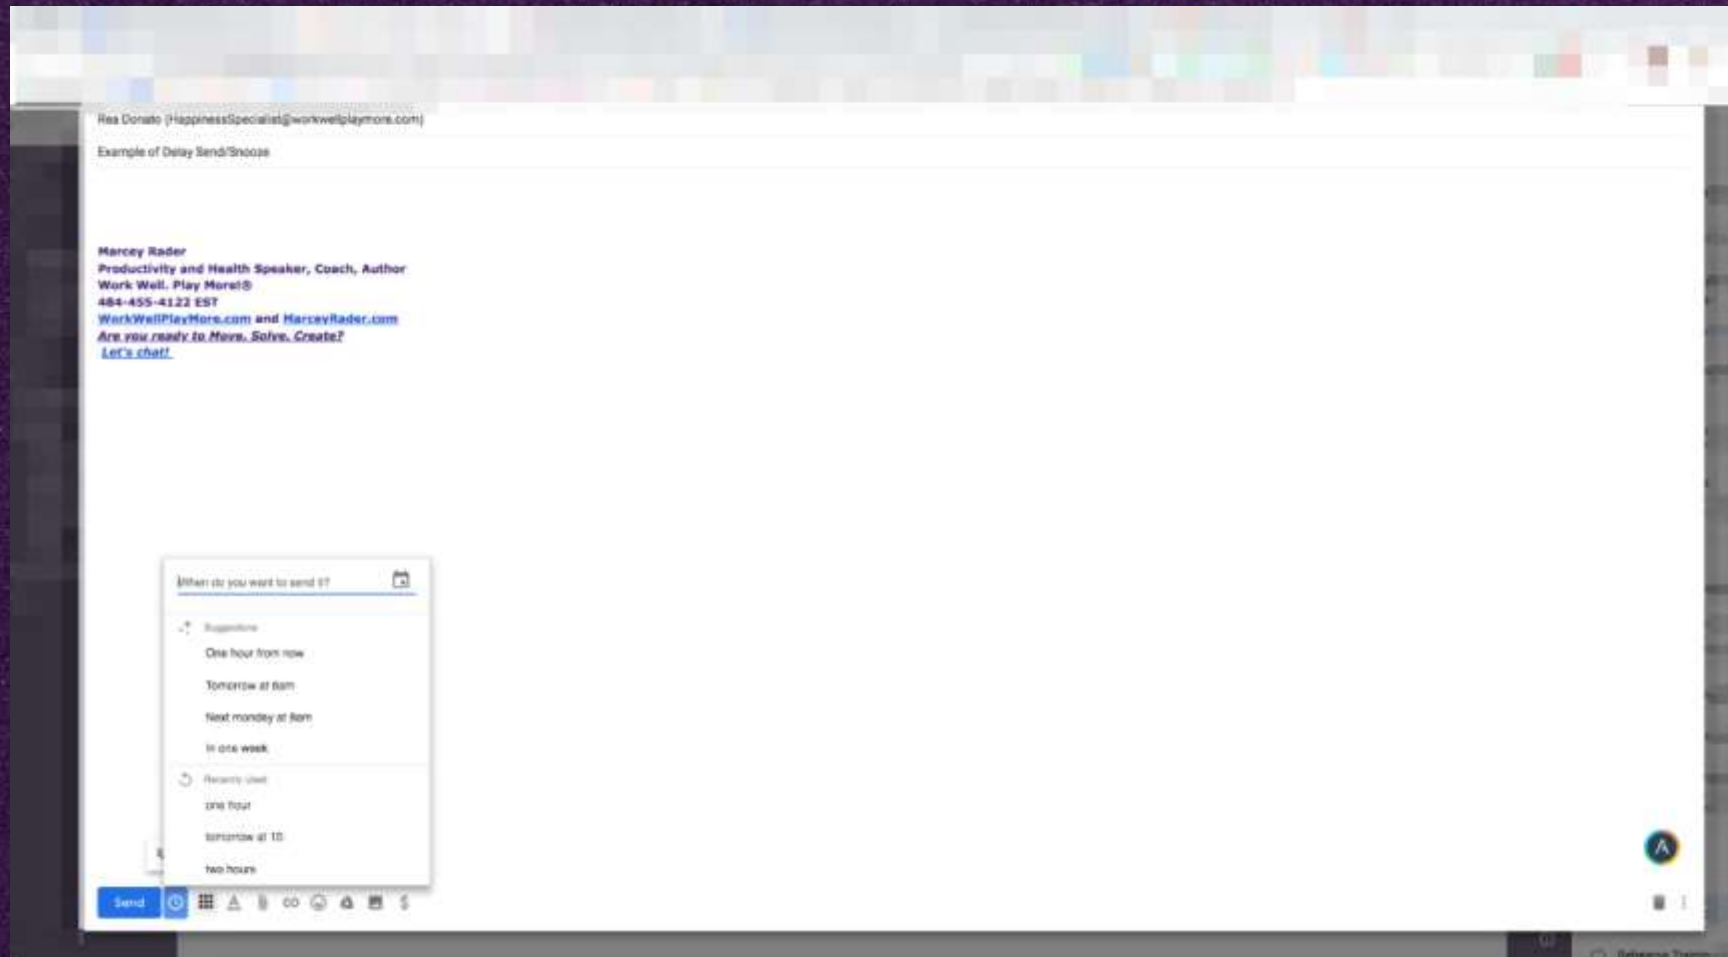 Rea Donato (HappinessSpecialist@workwellplaymore.com)
Example of Delay Send/Snooze
Marcey Rader
Productivity and Health Speaker, Coach, Author
Work Well. Play More!®
484-455-4122 EST
WorkWellPlayMore.com and MarceyRader.com
Are you ready to Move, Solve, Create?
Let's chat!
When do you want to send it?
Suggestions
One hour from now
Tomorrow at 8am
Next monday at 8am
In one week
Recently Used
one hour
tomorrow at 10
two hours
Send